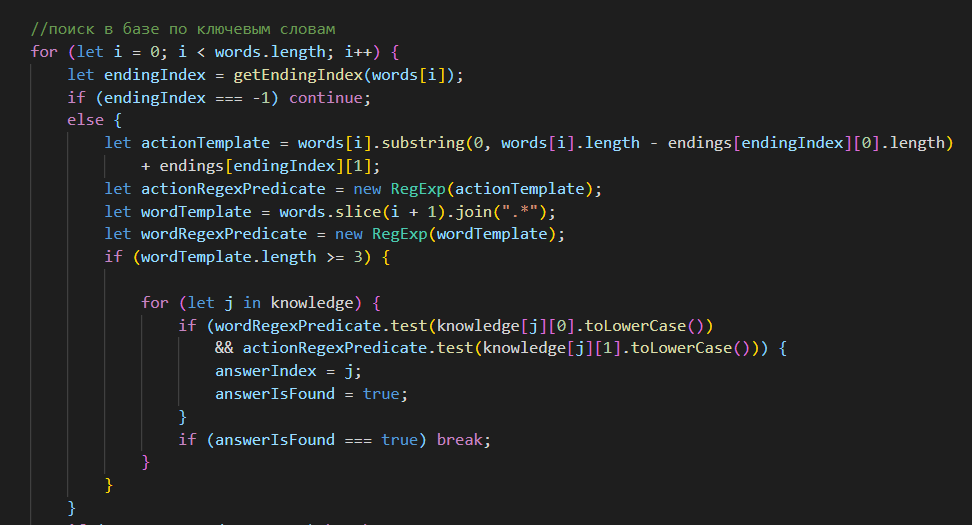 //поиск в базе по ключевым словам
for (let i = 0; i < words.length; i++) {
let endingIndex = getEndingIndex(words[i]);
if (endingIndex === -1) continue;
else {
let actionTemplate = words[i].substring(0, words[i].length - endings[endingIndex][0].length)
+ endings[endingIndex][1];
let actionRegexPredicate = new RegExp(actionTemplate);
let wordTemplate = words.slice(i + 1).join(".*");
let wordRegexPredicate = new RegExp(wordTemplate);
if (wordTemplate.length >= 3) {
for (let j in knowledge) {
if (wordRegexPredicate.test(knowledge[j][0].toLowerCase())
&& actionRegexPredicate.test(knowledge[j][1].toLowerCase())) {
answerIndex = j;
answerIsFound = true;
}
if (answerIsFound === true) break;
}
}
}